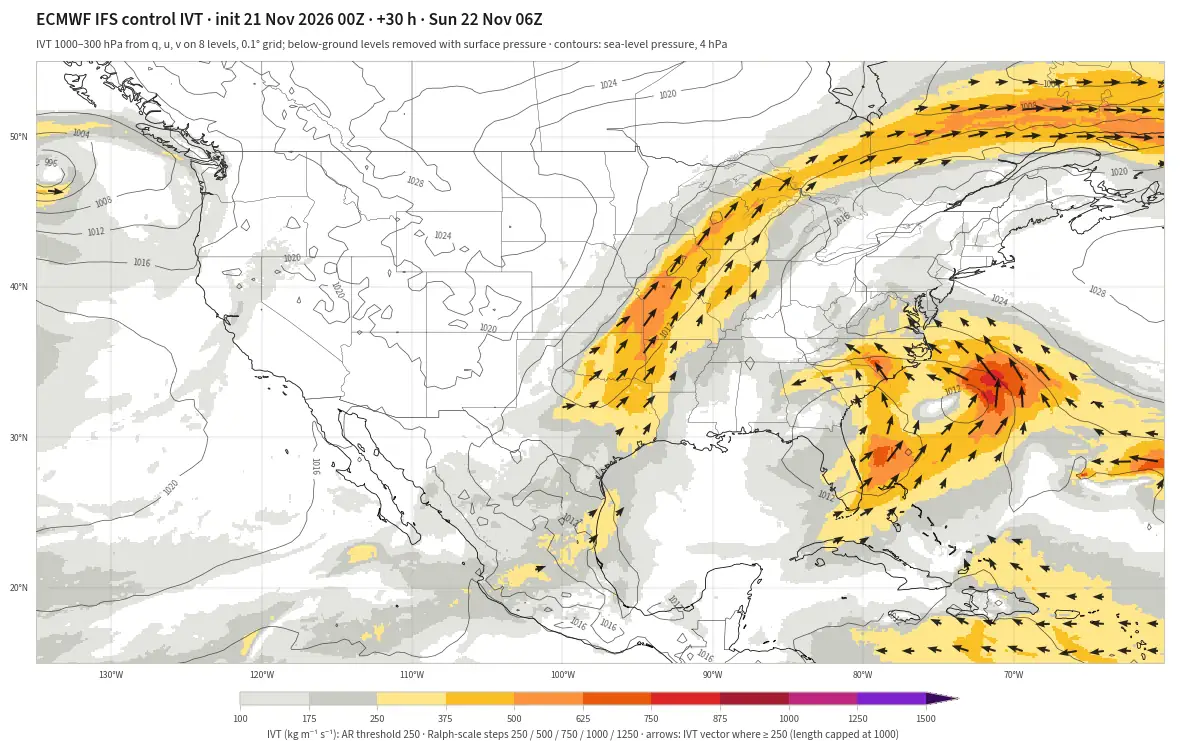 ECMWF IFS control IVT · init 21 Nov 2026 00Z · +30 h · Sun 22 Nov 06Z
IVT 1000–300 hPa from q, u, v on 8 levels, 0.1° grid; below-ground levels removed with surface pressure · contours: sea-level pressure, 4 hPa
1024
1020
1004
50°N
996
1028
1020
1008
1016
1012
1024
1016
1020
40°N
1020
1028
1024
1020
1012
30°N
1016
1020
1012
20°N
1016
1016
1016
130°W 120°W 110°W 100°W 90°W 80°W 70°W
100 175 250 375 500 625 750 875 1000 1250 1500
IVT (kg m⁻¹ s⁻¹): AR threshold 250 · Ralph-scale steps 250 / 500 / 750 / 1000 / 1250 · arrows: IVT vector where ≥ 250 (length capped at 1000)